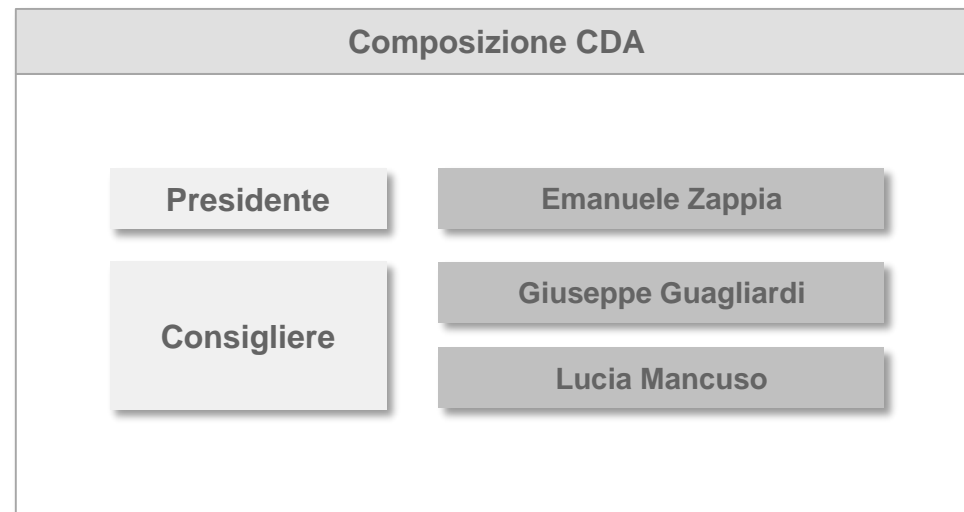 Composizione CDA
Presidente
Emanuele Zappia
Consigliere
Giuseppe Guagliardi
Lucia Mancuso